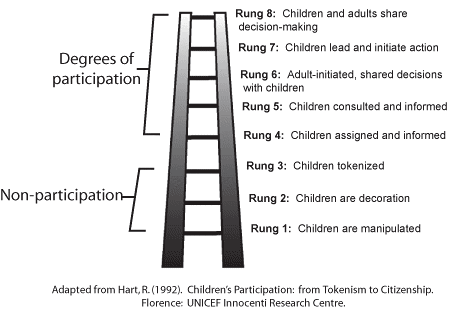 Rung 8: Children and adults share
decision-making
Rung 7: Children lead and initiate action
Degrees of
participation
Rung 6: Adult-initiated, shared decisions
with children
Rung 5: Children consulted and informed
Rung 4: Children assigned and informed
Rung 3: Children tokenized
Non-participation
Rung 2: Children are decoration
Rung 1: Children are manipulated
Adapted from Hart, R. (1992). Children's Participation: from Tokenism to Citizenship.
Florence: UNICEF Innocenti Research Centre.